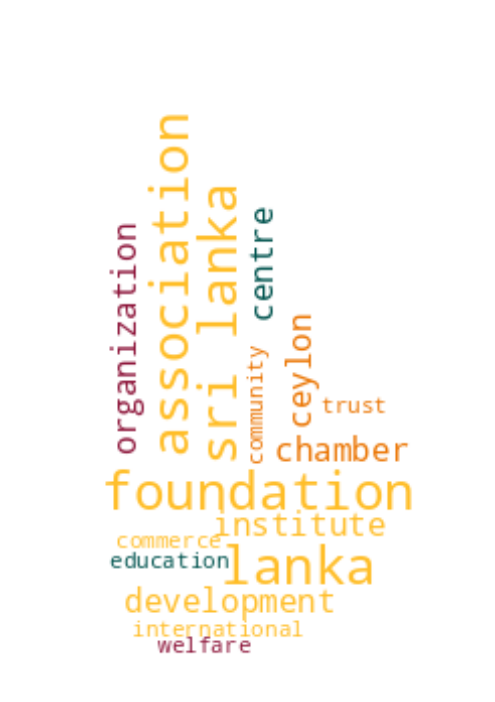 organization
association
sri lanka
centre
community
ceylon
trust
chamber
foundation
institute
commerce
education
lanka
development
international
welfare